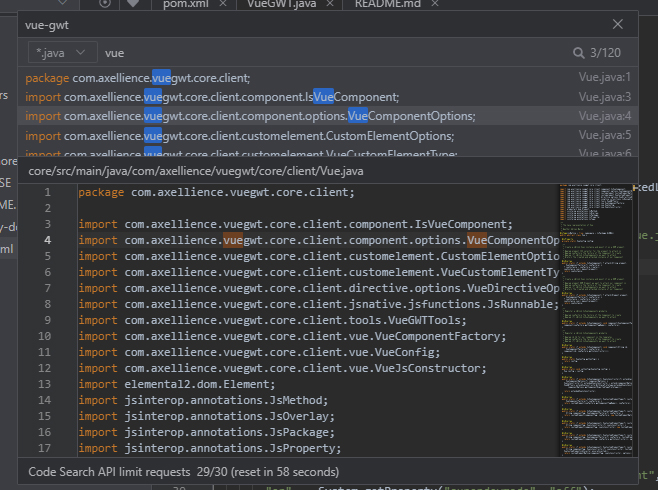 pom.xml VueGWT.java README.md
vue-gwt
*.java vue 3/120
package com.axellience.vuegwt.core.client; Vue.java:1
import com.axellience.vuegwt.core.client.component.IsVueComponent; Vue.java:3
import com.axellience.vuegwt.core.client.component.options.VueComponentOptions; Vue.java:4
import com.axellience.vuegwt.core.client.customelement.CustomElementOptions; Vue.java:5
import com.axellience.vuegwt.core.client.customelement.VueCustomElementType; Vue.java:6
core/src/main/java/com/axellience/vuegwt/core/client/Vue.java
1 package com.axellience.vuegwt.core.client;
2
3 import com.axellience.vuegwt.core.client.component.IsVueComponent;
4 import com.axellience.vuegwt.core.client.component.options.VueComponentOp
5 import com.axellience.vuegwt.core.client.customelement.CustomElementOptio
6 import com.axellience.vuegwt.core.client.customelement.VueCustomElementTy
7 import com.axellience.vuegwt.core.client.directive.options.VueDirectiveOp
8 import com.axellience.vuegwt.core.client.jsnative.jsfunctions.JsRunnable;
9 import com.axellience.vuegwt.core.client.tools.VueGWTTools;
10 import com.axellience.vuegwt.core.client.vue.VueComponentFactory;
11 import com.axellience.vuegwt.core.client.vue.VueConfig;
12 import com.axellience.vuegwt.core.client.vue.VueJsConstructor;
13 import elemental2.dom.Element;
14 import jsinterop.annotations.JsMethod;
15 import jsinterop.annotations.JsOverlay;
16 import jsinterop.annotations.JsPackage;
17 import jsinterop.annotations.JsProperty;
Code Search API limit requests 29/30 (reset in 58 seconds)